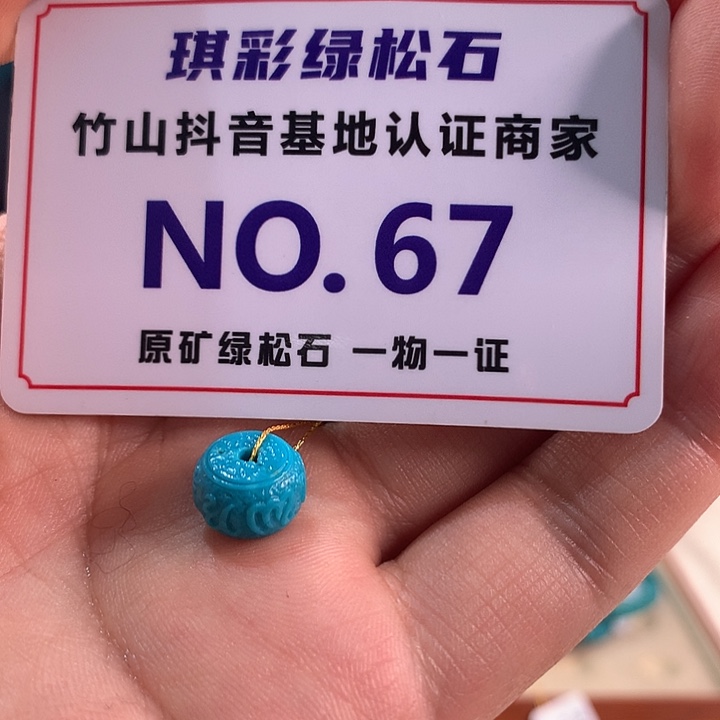 琪彩绿松石
竹山抖音基地认证商家
NO.67
原矿绿松石 一物一证